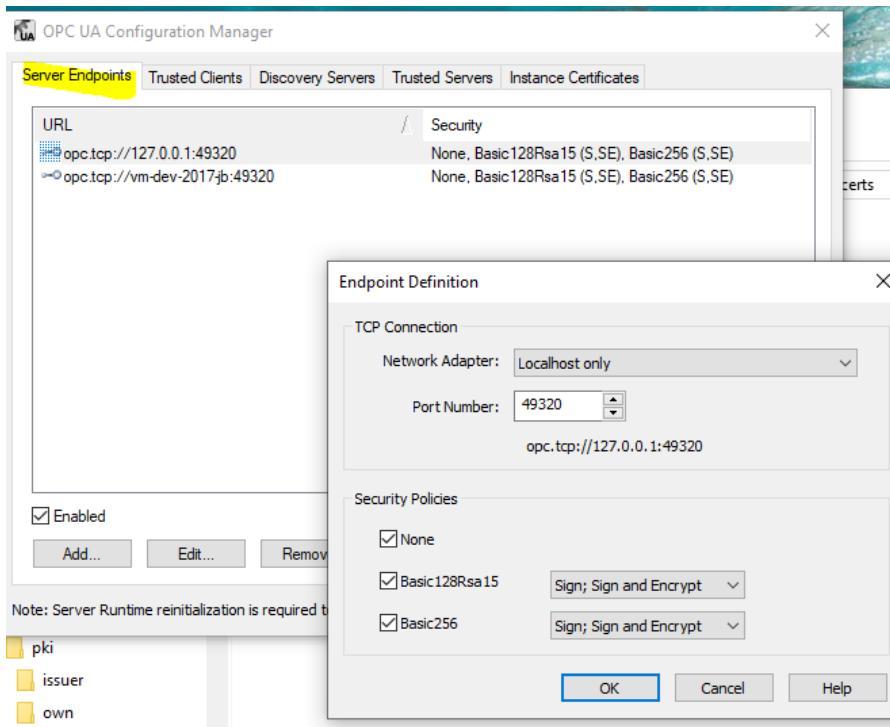 OPC UA Configuration Manager
Server Endpoints Trusted Clients Discovery Servers Trusted Servers Instance Certificates
URL / Security
opc.tcp://127.0.0.1:49320 None, Basic128Rsa15 (S,SE), Basic256 (S,SE)
opc.tcp://vm-dev-2017-jb:49320 None, Basic128Rsa15 (S,SE), Basic256 (S,SE)
certs
Endpoint Definition
TCP Connection
Network Adapter: Localhost only
Port Number: 49320
opc.tcp://127.0.0.1:49320
Security Policies
None
Basic128Rsa15 Sign; Sign and Encrypt
Basic256 Sign; Sign and Encrypt
OK Cancel Help
Enabled
Add... Edit... Remov
Note: Server Runtime reinitialization is required t
pki
issuer
own